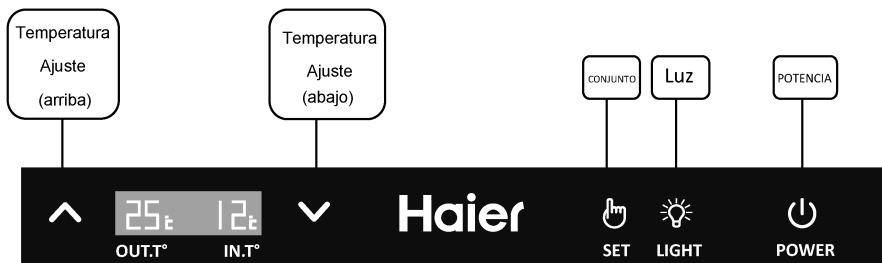 Temperatura
Ajuste
(arriba)
Temperatura
Ajuste
(abajo)
CONJUNTO
Luz
POTENCIA
25℃ 12℃
Haier
OUT.T° IN.T° SET LIGHT POWER